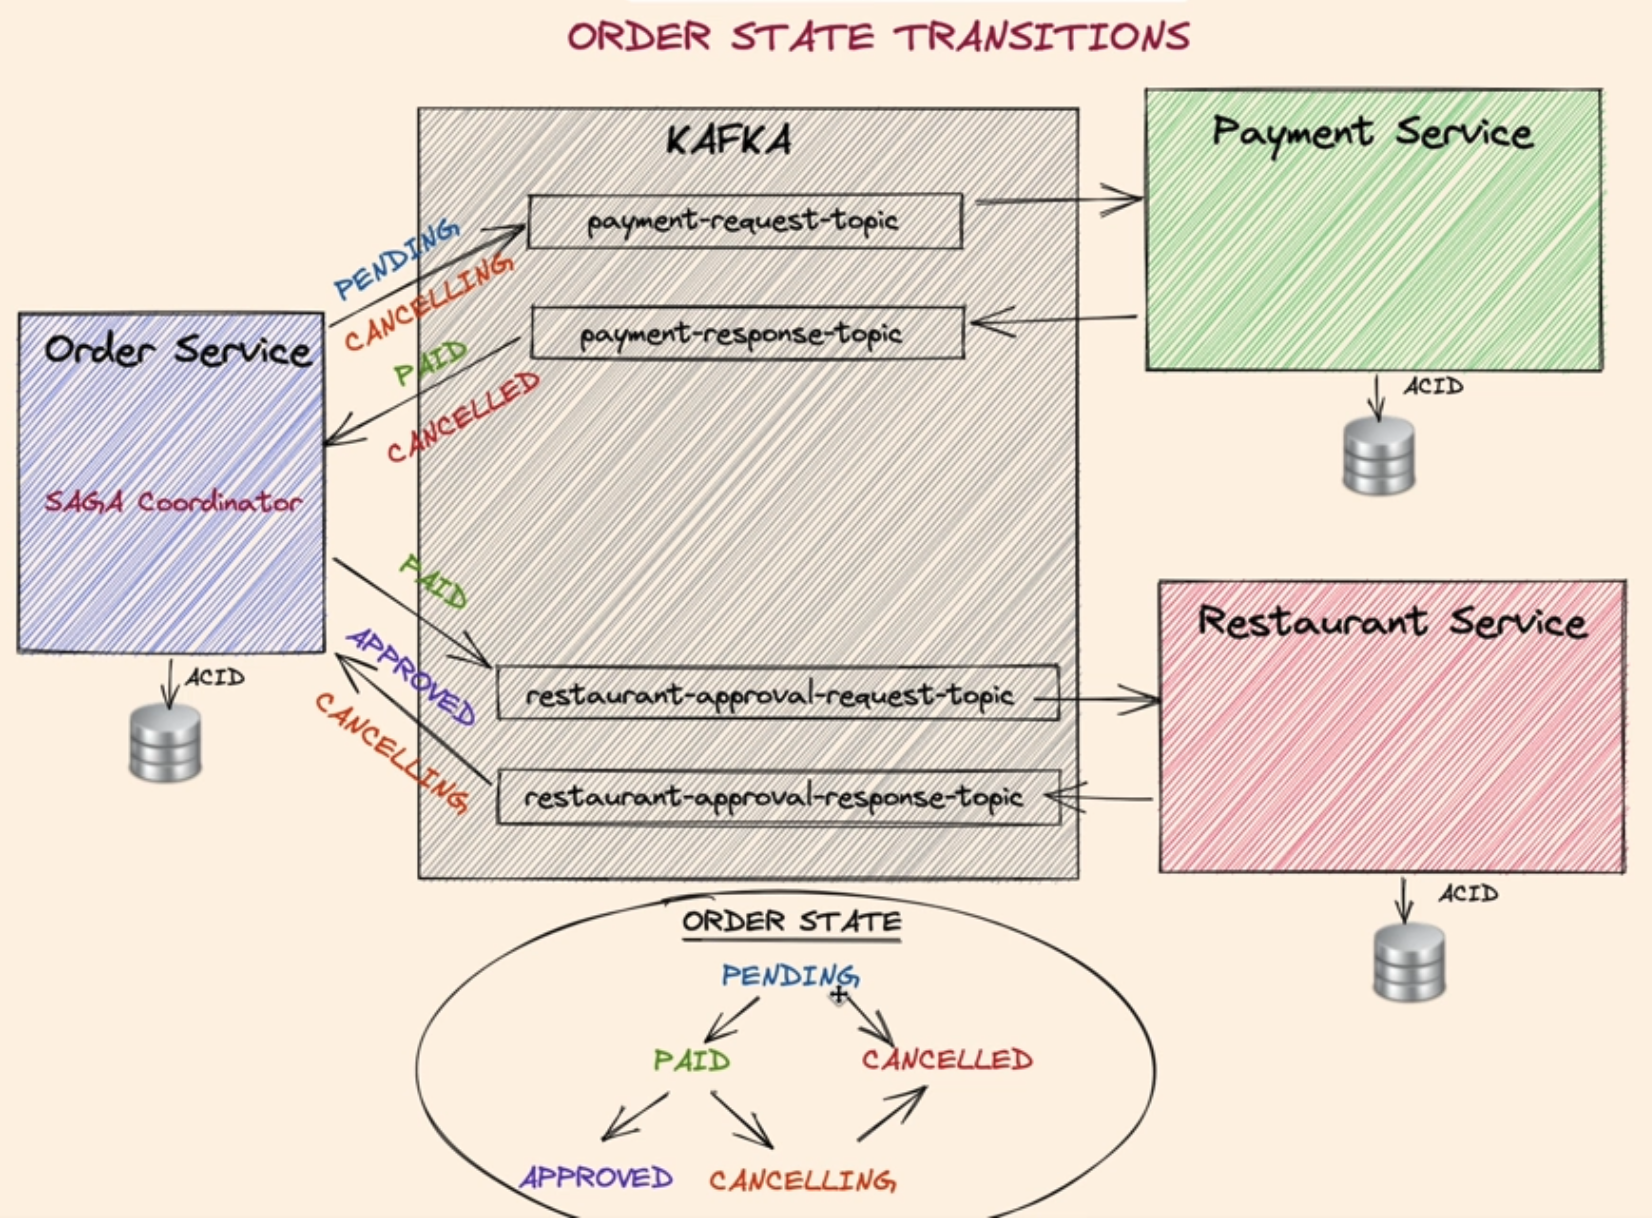 ORDER STATE TRANSITIONS
KAFKA
Payment Service
payment-request-topic
PENDING
CANCELLING
payment-response-topic
PAID
CANCELLED
Order Service
SAGA Coordinator
ACID
ACID
PAID
APPROVED
CANCELLING
restaurant-approval-request-topic
restaurant-approval-response-topic
Restaurant Service
ACID
ORDER STATE
PENDING
PAID
CANCELLED
APPROVED
CANCELLING